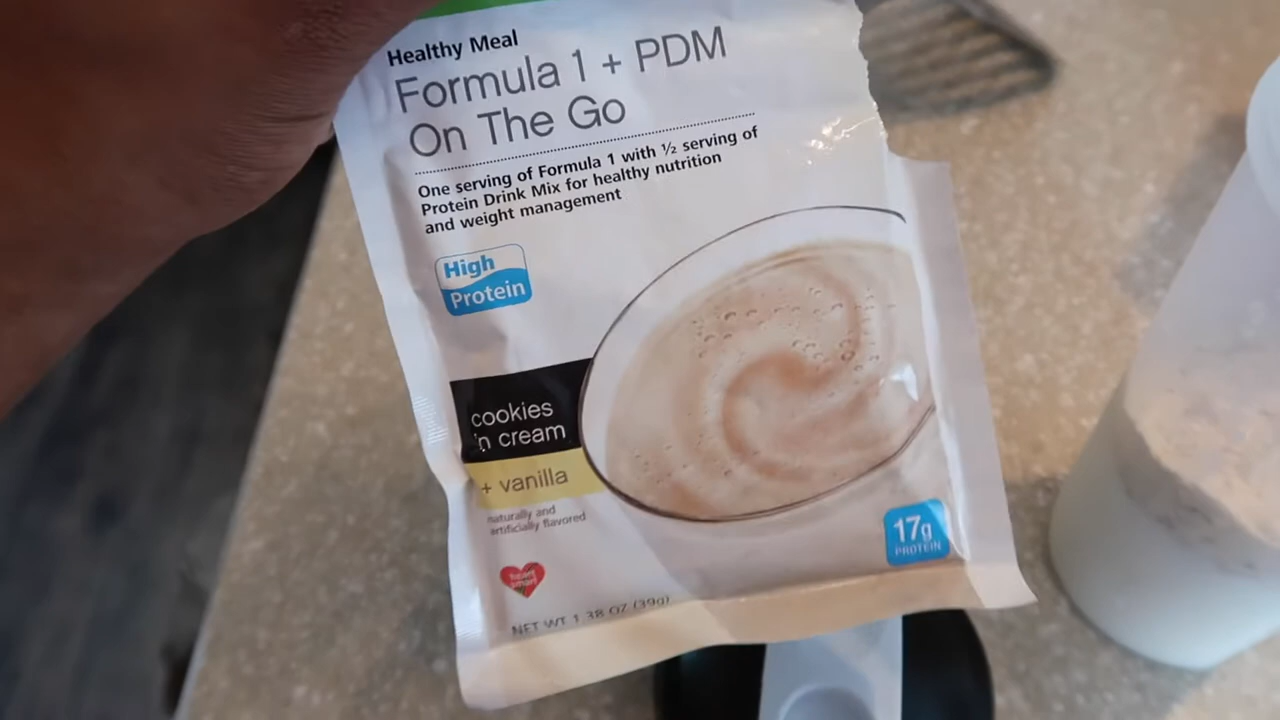 Healthy Meal
Formula 1 + PDM
On The Go
One serving of Formula 1 with ½ serving of
Protein Drink Mix for healthy nutrition
and weight management
High
Protein
cookies
'n cream
+ vanilla
naturally and
artificially flavored
17g
PROTEIN
heart
smart
NET WT 1.38 OZ (39g)